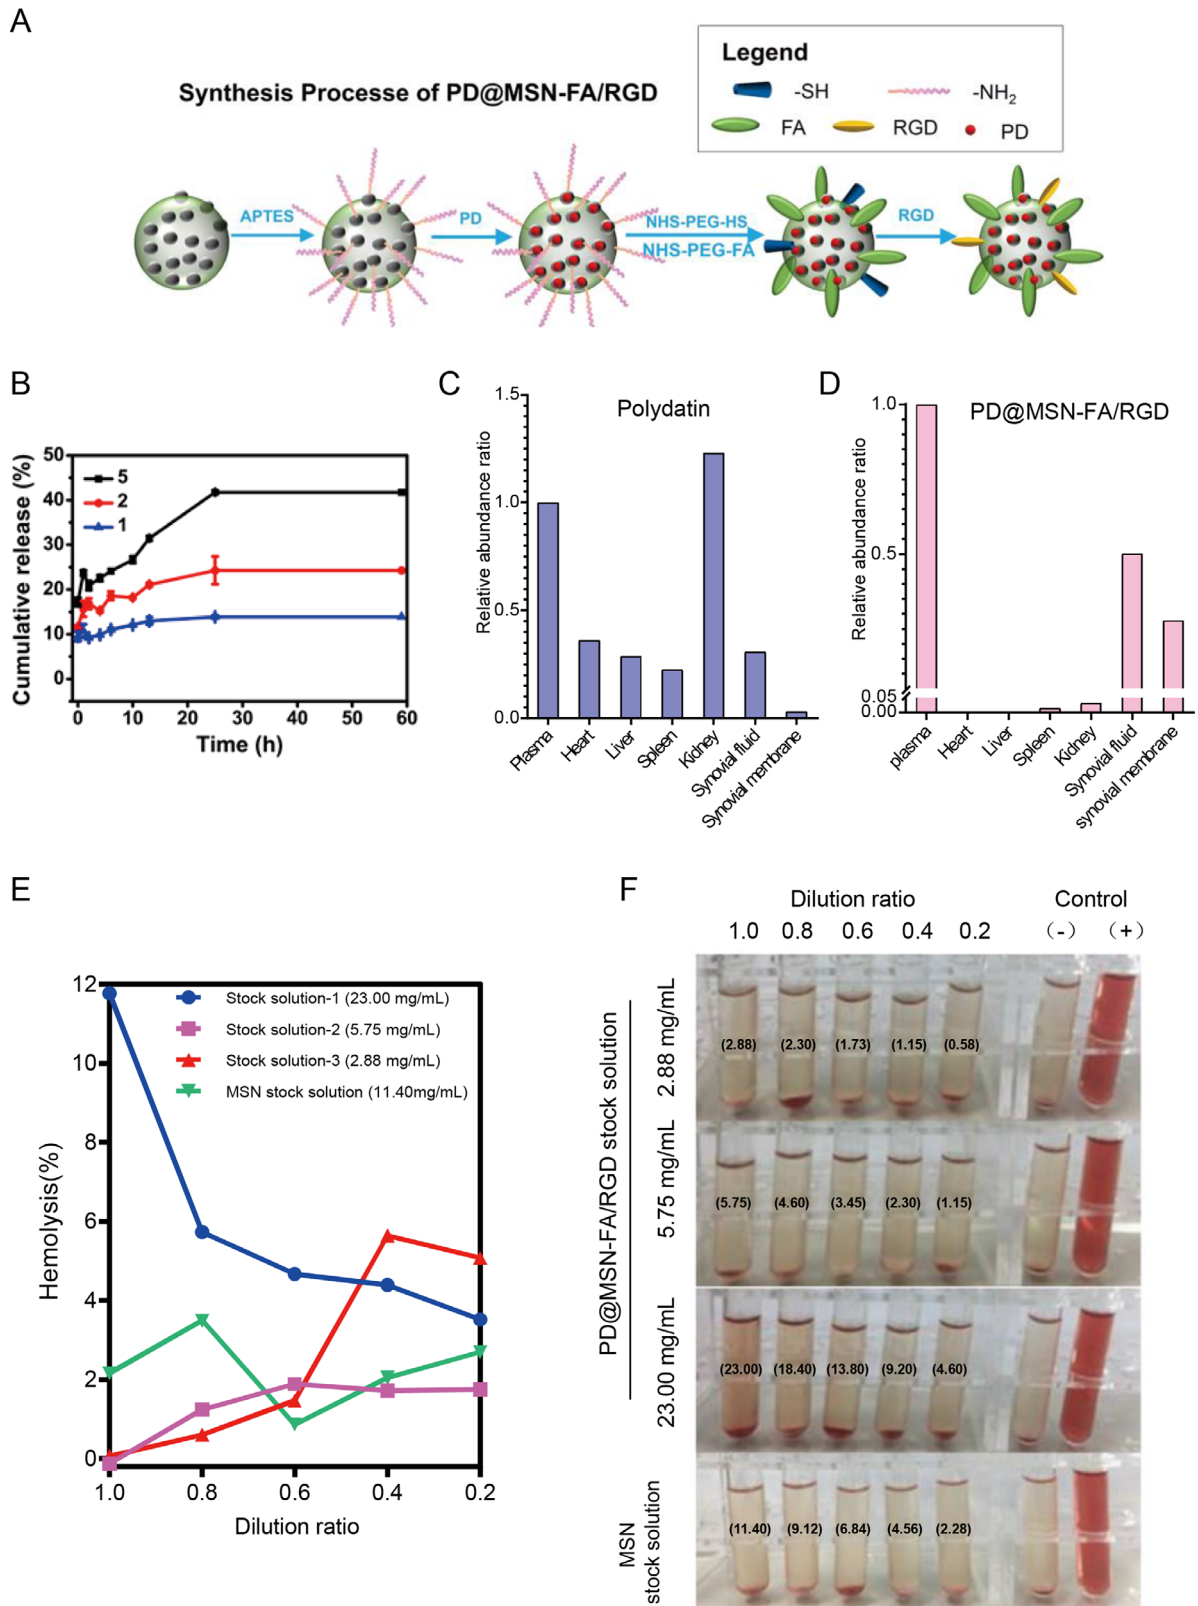 A
Synthesis Processe of PD@MSN-FA/RGD
Legend
-SH
-NH2
FA
RGD
PD
APTES
PD
NHS-PEG-HS
NHS-PEG-FA
RGD
B
Cumulative release (%)
50
40
30
20
10
0
5
2
1
0 10 20 30 40 50 60
Time (h)
C
Polydatin
Relative abundance ratio
1.5
1.0
0.5
0.0
Plasma
Heart
Liver
Spleen
Kidney
Synovial fluid
Synovial membrane
D
PD@MSN-FA/RGD
Relative abundance ratio
1.0
0.5
0.05
0.00
plasma
Heart
Liver
Spleen
Kidney
Synovial fluid
synovial membrane
E
Hemolysis(%)
12
10
8
6
4
2
0
Stock solution-1 (23.00 mg/mL)
Stock solution-2 (5.75 mg/mL)
Stock solution-3 (2.88 mg/mL)
MSN stock solution (11.40mg/mL)
1.0 0.8 0.6 0.4 0.2
Dilution ratio
F
Dilution ratio
Control
1.0 0.8 0.6 0.4 0.2 (-) (+)
PD@MSN-FA/RGD stock solution
2.88 mg/mL
(2.88) (2.30) (1.73) (1.15) (0.58)
5.75 mg/mL
(5.75) (4.60) (3.45) (2.30) (1.15)
23.00 mg/mL
(23.00) (18.40) (13.80) (9.20) (4.60)
MSN
stock solution
(11.40) (9.12) (6.84) (4.56) (2.28)